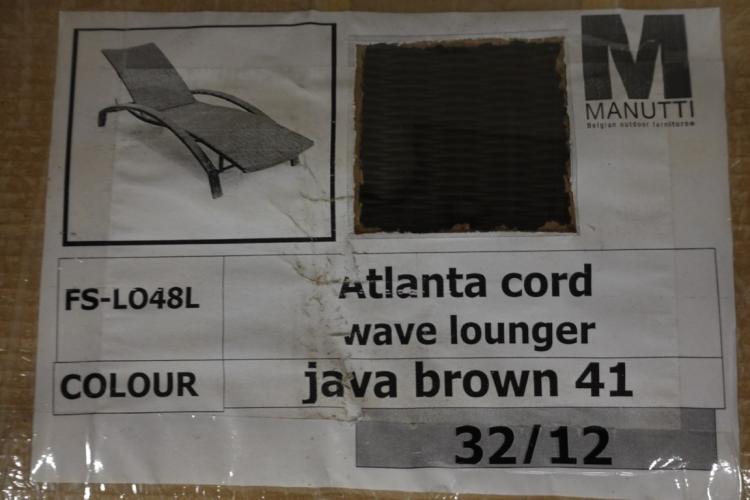 M
MANUTTI
Belgian outdoor furniture
FS-LO48L
Atlanta cord
wave lounger
COLOUR
java brown 41
32/12